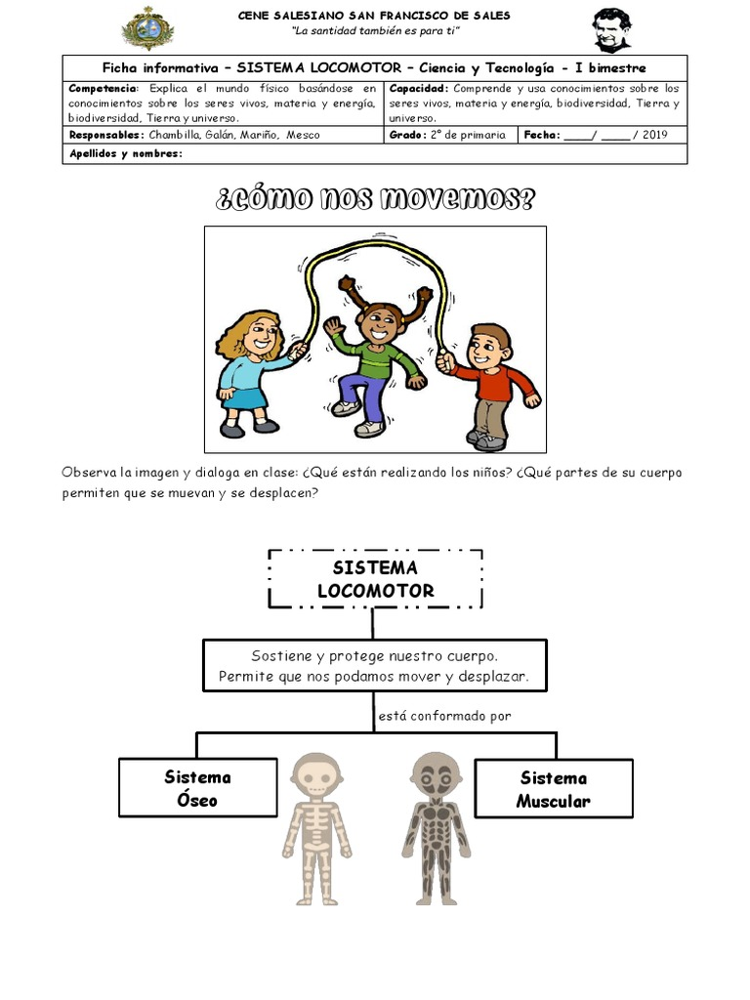 CENE SALESIANO SAN FRANCISCO DE SALES
“La santidad también es para ti”
Ficha informativa – SISTEMA LOCOMOTOR – Ciencia y Tecnología - I bimestre
Competencia: Explica el mundo físico basándose en
conocimientos sobre los seres vivos, materia y energía,
biodiversidad, Tierra y universo.
Capacidad: Comprende y usa conocimientos sobre los
seres vivos, materia y energía, biodiversidad, Tierra y
universo.
Responsables: Chambilla, Galán, Mariño, Mesco
Grado: 2° de primaria
Fecha: ____/ ____ / 2019
Apellidos y nombres:
¿CÓMO NOS MOVEMOS?
Observa la imagen y dialoga en clase: ¿Qué están realizando los niños? ¿Qué partes de su cuerpo
permiten que se muevan y se desplacen?
SISTEMA
LOCOMOTOR
Sostiene y protege nuestro cuerpo.
Permite que nos podamos mover y desplazar.
está conformado por
Sistema
Óseo
Sistema
Muscular